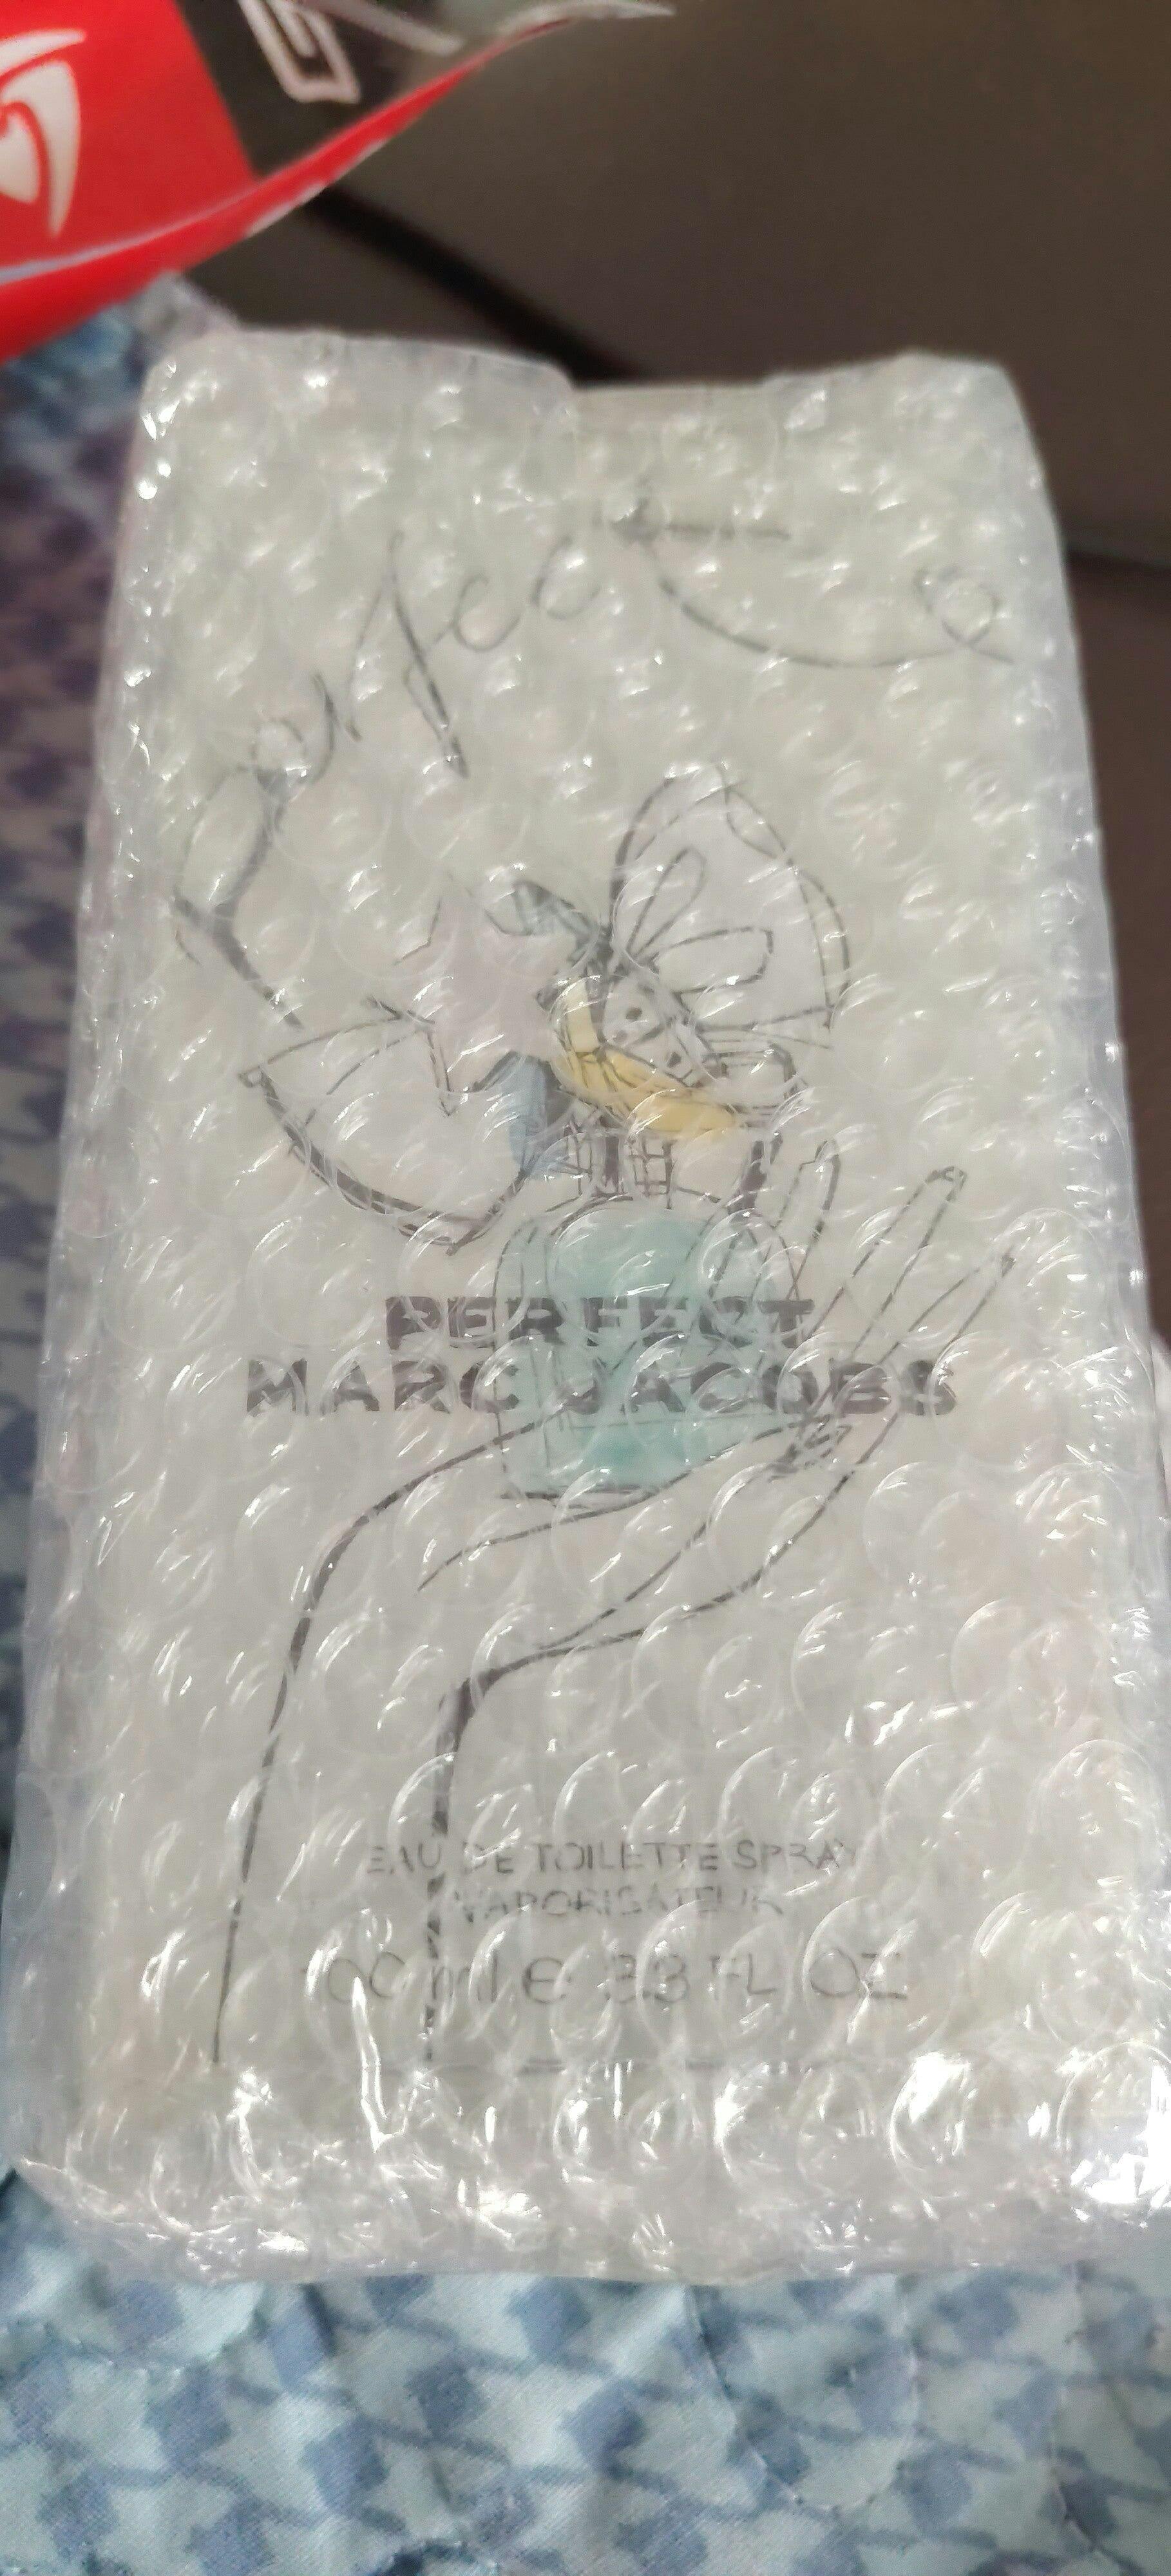 Perfect
PERFECT
MARC JACOBS
EAU DE TOILETTE SPRAY
VAPORISATEUR
100 ml e 3.3 FL OZ